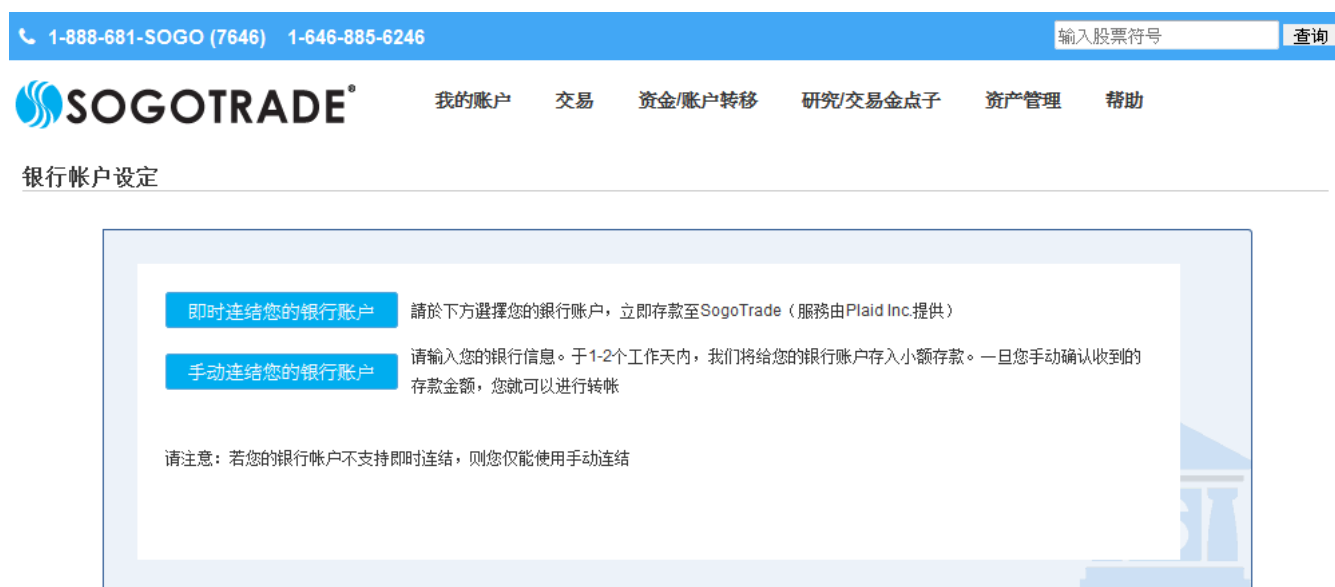 1-888-681-SOGO (7646) 1-646-885-6246
输入股票符号 查询
SOGOTRADE®
我的账户 交易 资金/账户转移 研究/交易金点子 资产管理 帮助
银行帐户设定
即时连结您的银行账户 請於下方選擇您的銀行账户，立即存款至SogoTrade（服務由Plaid Inc.提供）
手动连结您的银行账户
请输入您的银行信息。于1-2个工作天内，我们将给您的银行账户存入小额存款。一旦您手动确认收到的
存款金额，您就可以进行转帐
请注意：若您的银行帐户不支持即时连结，则您仅能使用手动连结